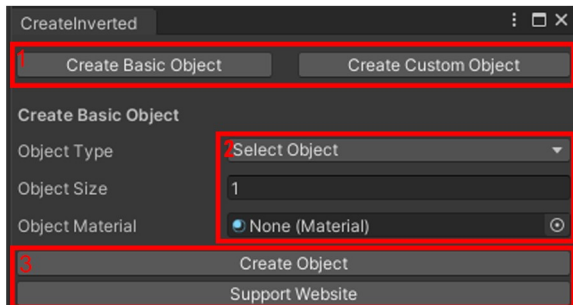 CreateInverted
1
Create Basic Object Create Custom Object
Create Basic Object
Object Type 2 Select Object
Object Size 1
Object Material None (Material)
3 Create Object
Support Website